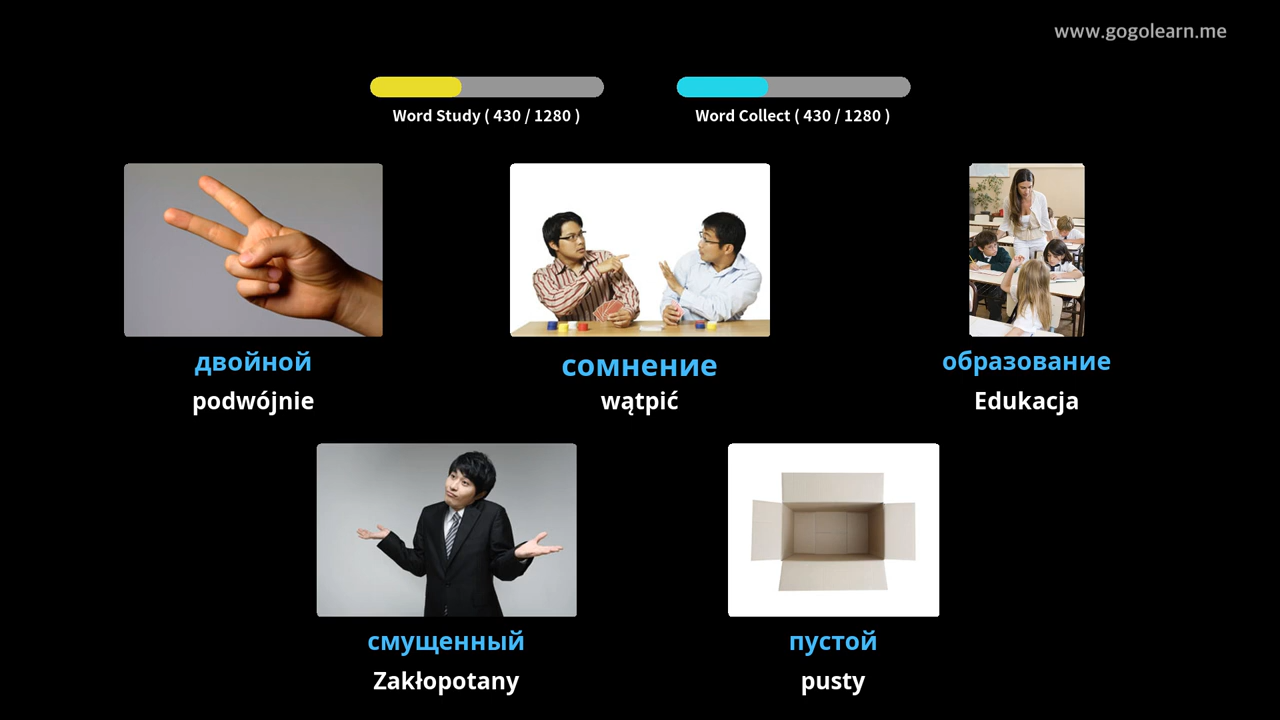 www.gogolearn.me
Word Study ( 430 / 1280 )
Word Collect ( 430 / 1280 )
двойной
podwójnie
сомнение
wątpić
образование
Edukacja
смущенный
Zakłopotany
пустой
pusty